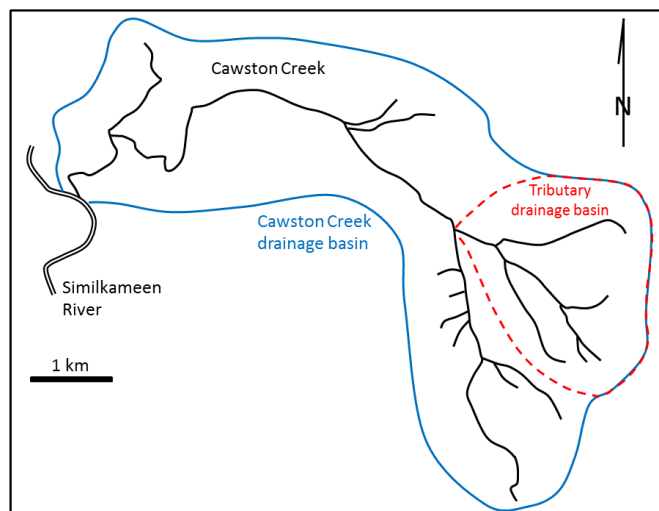 Cawston Creek
N
Tributary
drainage basin
Cawston Creek
drainage basin
Similkameen
River
1 km